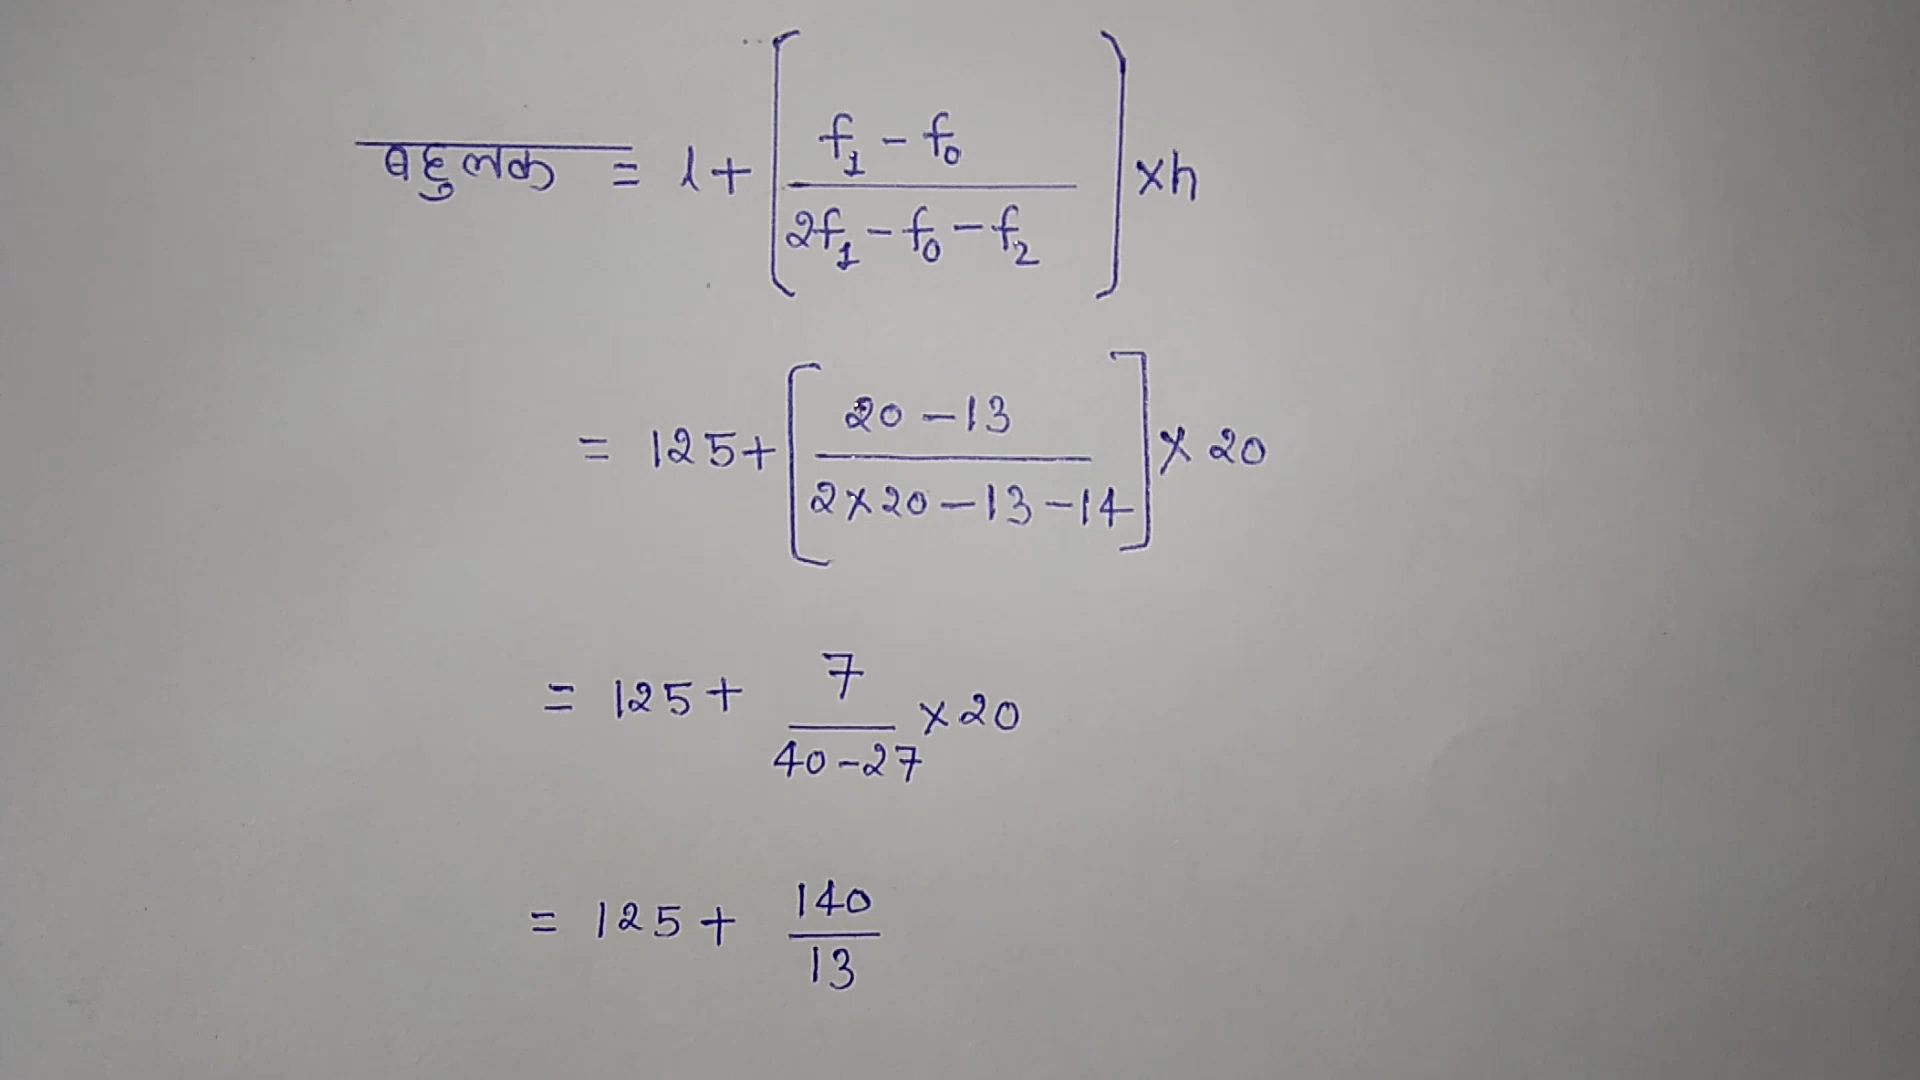 बहुलक = l + [ f₁ - f₀ / 2f₁ - f₀ - f₂ ] × h
= 125 + [ 20 - 13 / 2 × 20 - 13 - 14 ] × 20
= 125 + 7 / 40 - 27 × 20
= 125 + 140 / 13